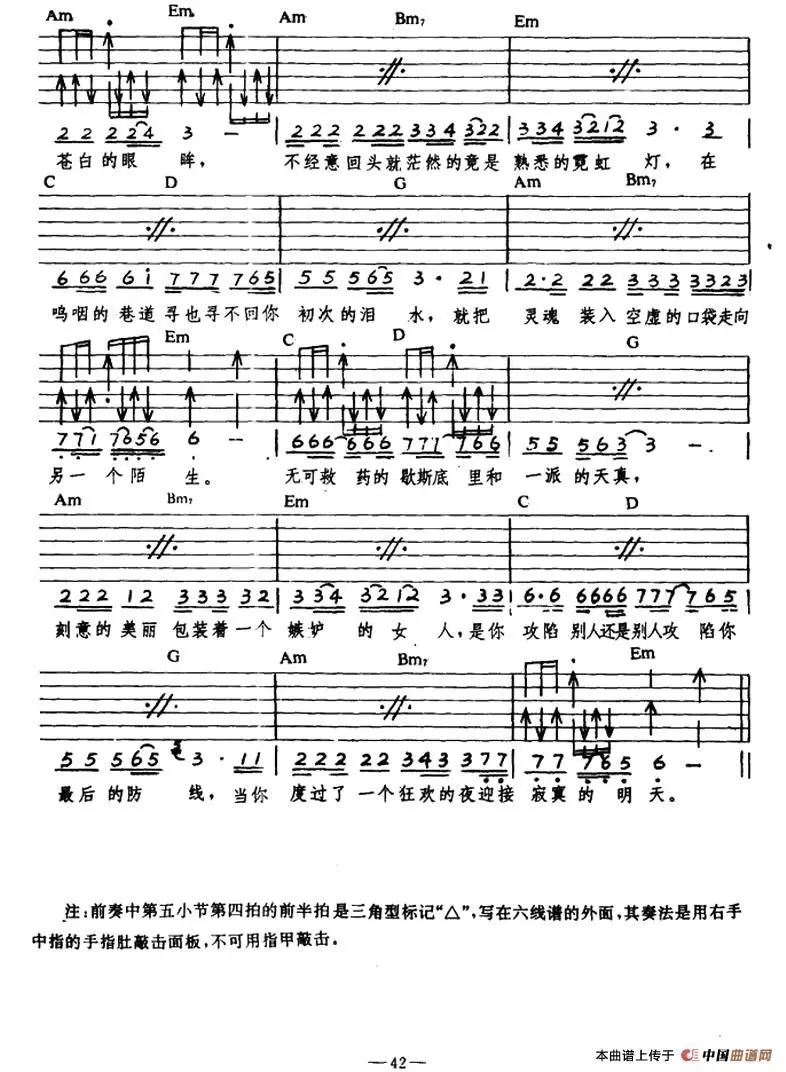 Am Em Am Bm7 Em
2 2 2 2 4 3 — | 2 2 2 2 2 2 3 3 4 3 2 2 | 3 3 4 3 2 1 2 3 · 3
苍白的眼 眸， 不经意回头就茫然的竟是 熟悉的霓虹 灯，在
C D G Am Bm7
6 6 6 6 i 7 7 7 7 6 5 | 5 5 5 6 5 3 · 2 1 | 2 · 2 2 2 3 3 3 3 3 2 3
呜咽的巷道寻也寻不回你 初次的泪 水，就把 灵魂 装入空虚的口袋走向
Em C D G
7 7 1 7 6 5 6 6 — | 6 6 6 6 6 6 7 7 1 7 6 6 | 5 5 5 6 3 3 —
另一个陌 生。 无可救 药的歇斯底 里和 一派的天真，
Am Bm7 Em C D
2 2 2 1 2 3 3 3 3 2 | 3 3 4 3 2 1 2 3 · 3 3 | 6 · 6 6 6 6 6 7 7 7 7 6 5
刻意的美丽 包装着一个 嫉妒 的女 人，是你 攻陷 别人还是别人攻 陷你
G Am Bm7 Em
5 5 5 6 5 3 · 1 1 | 2 2 2 2 2 3 4 3 3 7 7 | 7 7 7 6 5 6 —
最后的防 线，当你 度过了一个狂欢的夜迎接 寂寞的 明天。
注：前奏中第五小节第四拍的前半拍是三角型标记“△”，写在六线谱的外面，其奏法是用右手
中指的手指肚敲击面板，不可用指甲敲击。
—42—
本曲谱上传于 中国曲谱网